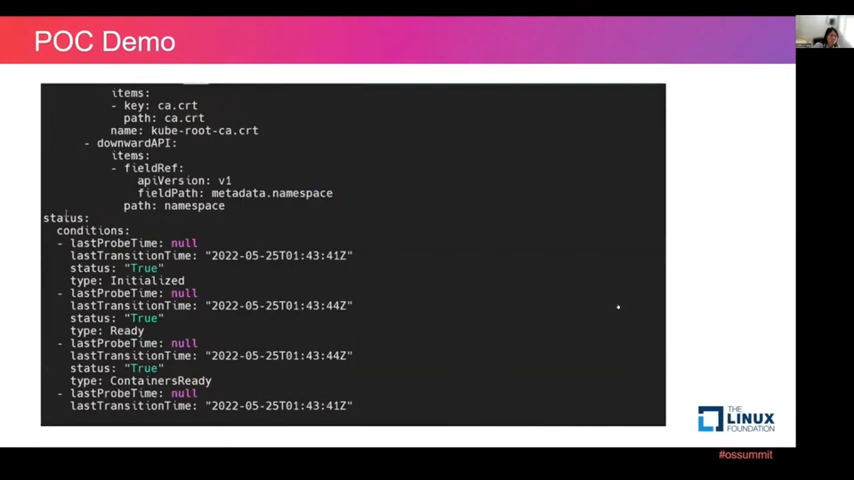 POC Demo
items:
- key: ca.crt
path: ca.crt
name: kube-root-ca.crt
- downwardAPI:
items:
- fieldRef:
apiVersion: v1
fieldPath: metadata.namespace
path: namespace
status:
conditions:
- lastProbeTime: null
lastTransitionTime: "2022-05-25T01:43:41Z"
status: "True"
type: Initialized
- lastProbeTime: null
lastTransitionTime: "2022-05-25T01:43:44Z"
status: "True"
type: Ready
- lastProbeTime: null
lastTransitionTime: "2022-05-25T01:43:44Z"
status: "True"
type: ContainersReady
- lastProbeTime: null
lastTransitionTime: "2022-05-25T01:43:41Z"
THE
LINUX
FOUNDATION
#ossummit